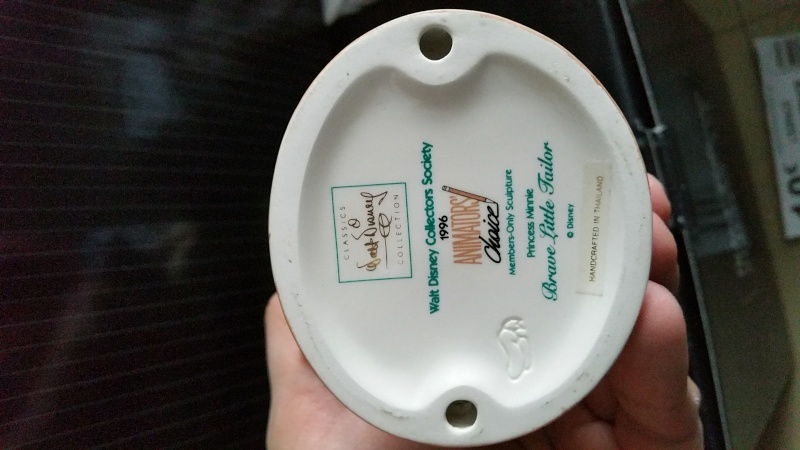 CLASSICS
Walt Disney
COLLECTION
Walt Disney Collectors Society
1996
ANIMATORS'
Choice
Members-Only Sculpture
Princess Minnie
Brave Little Tailor
© Disney
HANDCRAFTED IN THAILAND